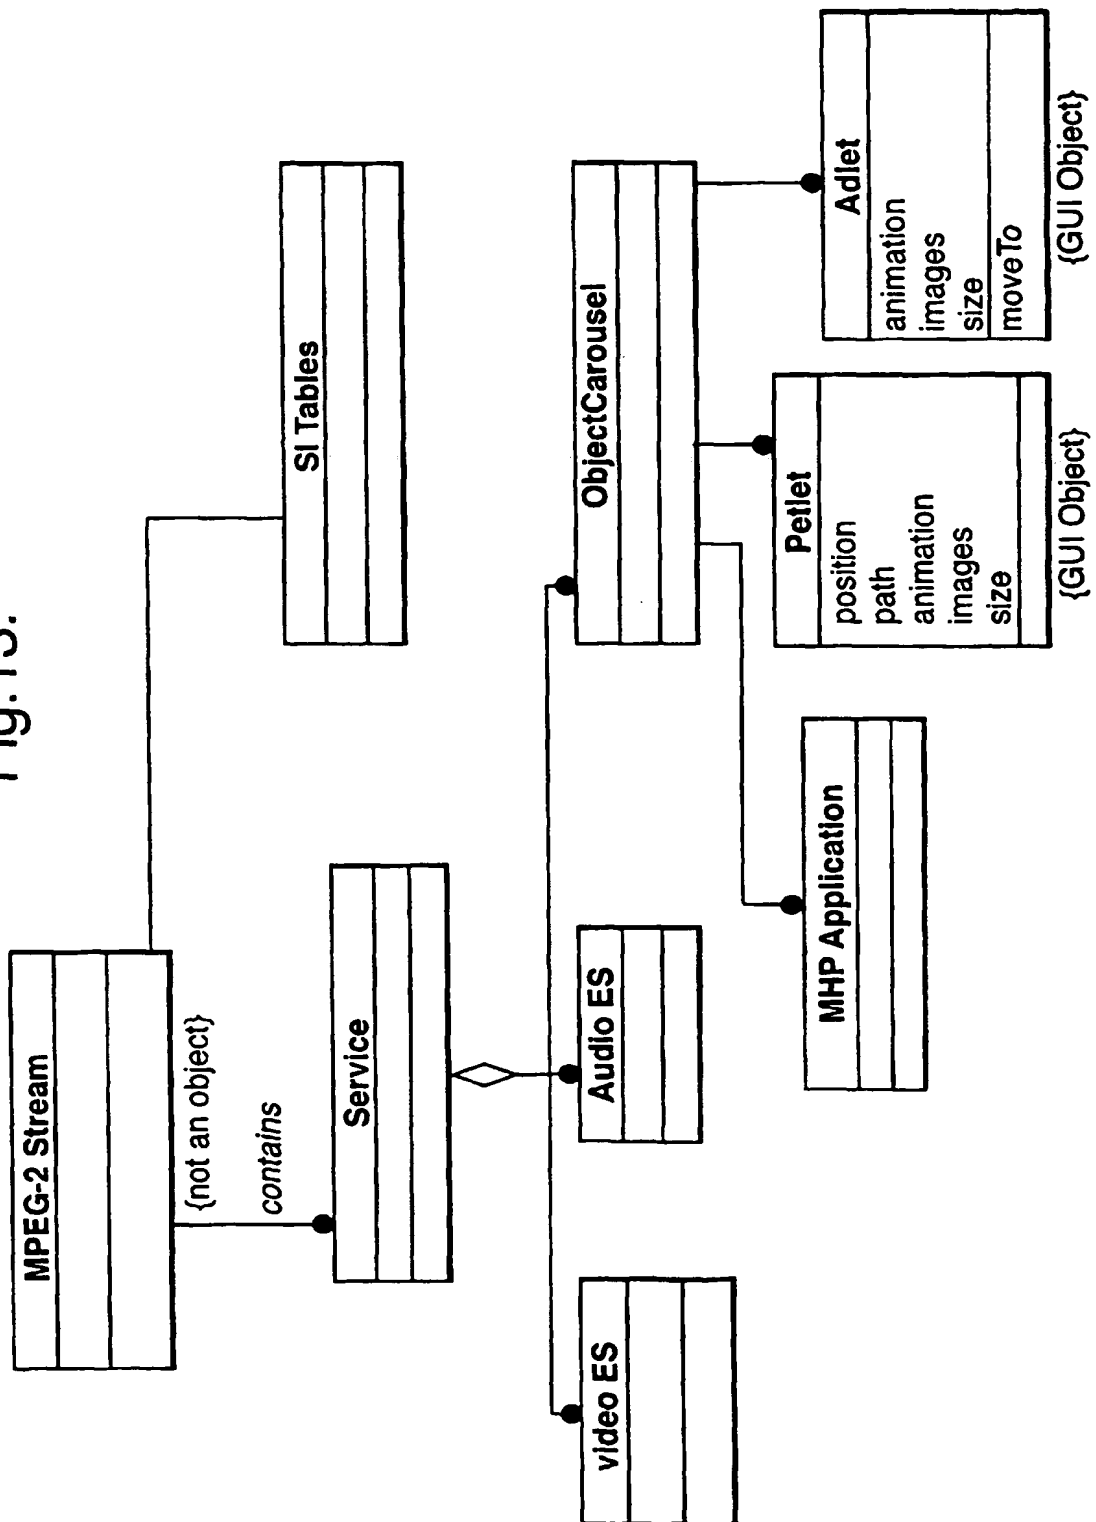 MPEG-2 Stream
{not an object}
contains
SI Tables
Service
video ES
Audio ES
ObjectCarousel
MHP Application
Petlet
position
path
animation
images
size
{GUI Object}
Adlet
animation
images
size
moveTo
{GUI Object}